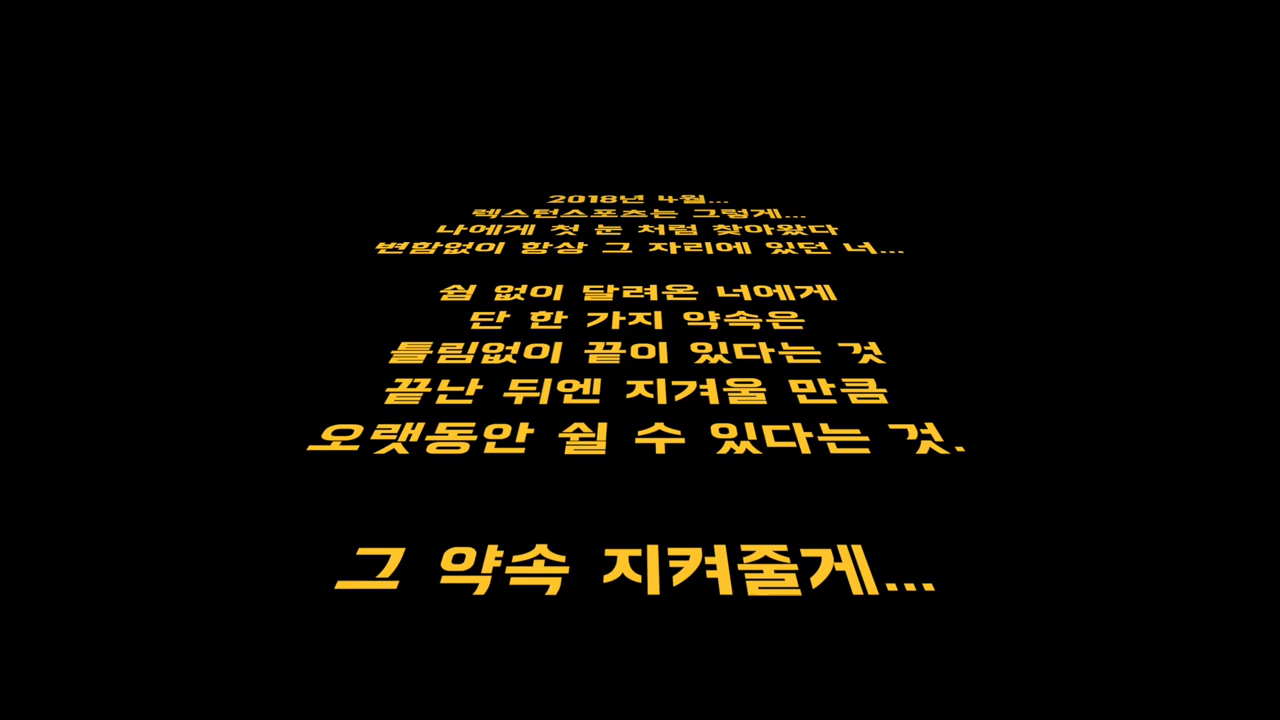 2018년 4월...
렉스턴스포츠는 그렇게...
나에게 첫 눈 처럼 찾아왔다
변함없이 항상 그 자리에 있던 너...
쉼 없이 달려온 너에게
단 한 가지 약속은
틀림없이 끝이 있다는 것
끝난 뒤엔 지겨울 만큼
오랫동안 쉴 수 있다는 것.
그 약속 지켜줄게...